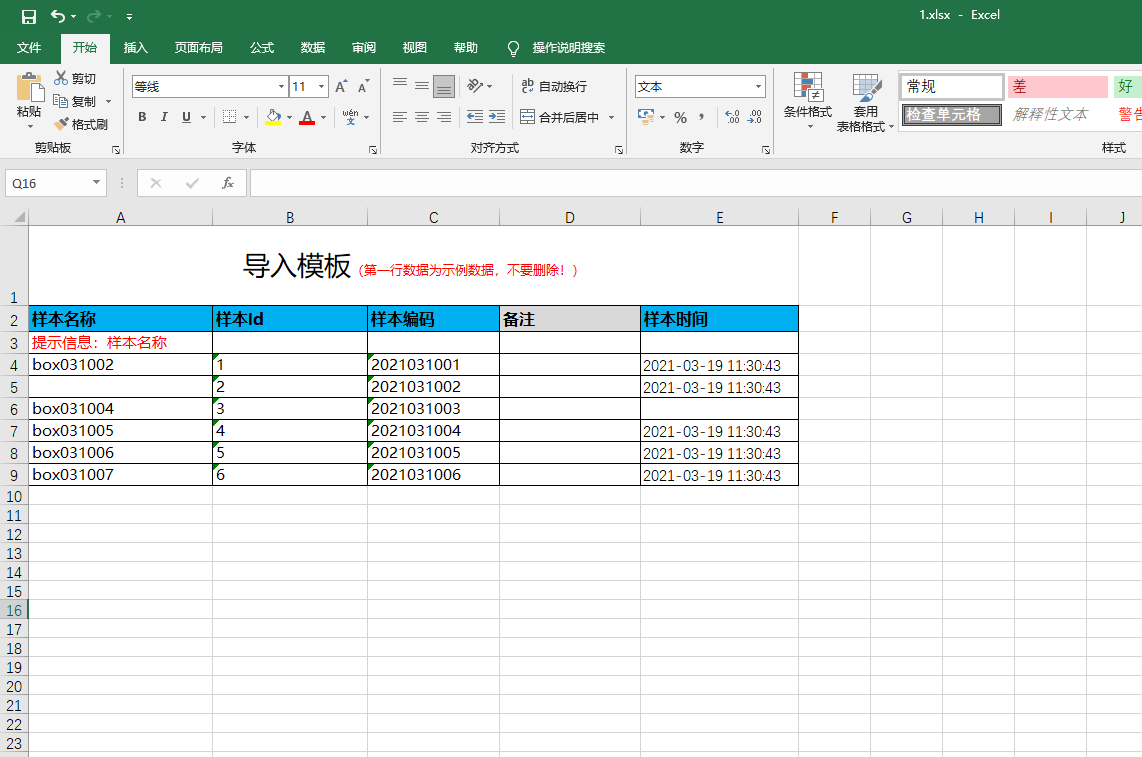 1.xlsx - Excel
文件 开始 插入 页面布局 公式 数据 审阅 视图 帮助 操作说明搜索
粘贴 剪切 复制 格式刷
剪贴板
等线 11 A A
B I U A wén 文
字体
ab 自动换行
合并后居中
对齐方式
文本
% , .00 .00
数字
条件格式 套用
表格格式
常规 差 好
检查单元格 解释性文本 警告
样式
Q16 fx
A B C D E F G H I J
1 导入模板 (第一行数据为示例数据，不要删除！)
2 样本名称 样本Id 样本编码 备注 样本时间
3 提示信息：样本名称
4 box031002 1 2021031001 2021-03-19 11:30:43
5 2 2021031002 2021-03-19 11:30:43
6 box031004 3 2021031003
7 box031005 4 2021031004 2021-03-19 11:30:43
8 box031006 5 2021031005 2021-03-19 11:30:43
9 box031007 6 2021031006 2021-03-19 11:30:43
10
11
12
13
14
15
16
17
18
19
20
21
22
23